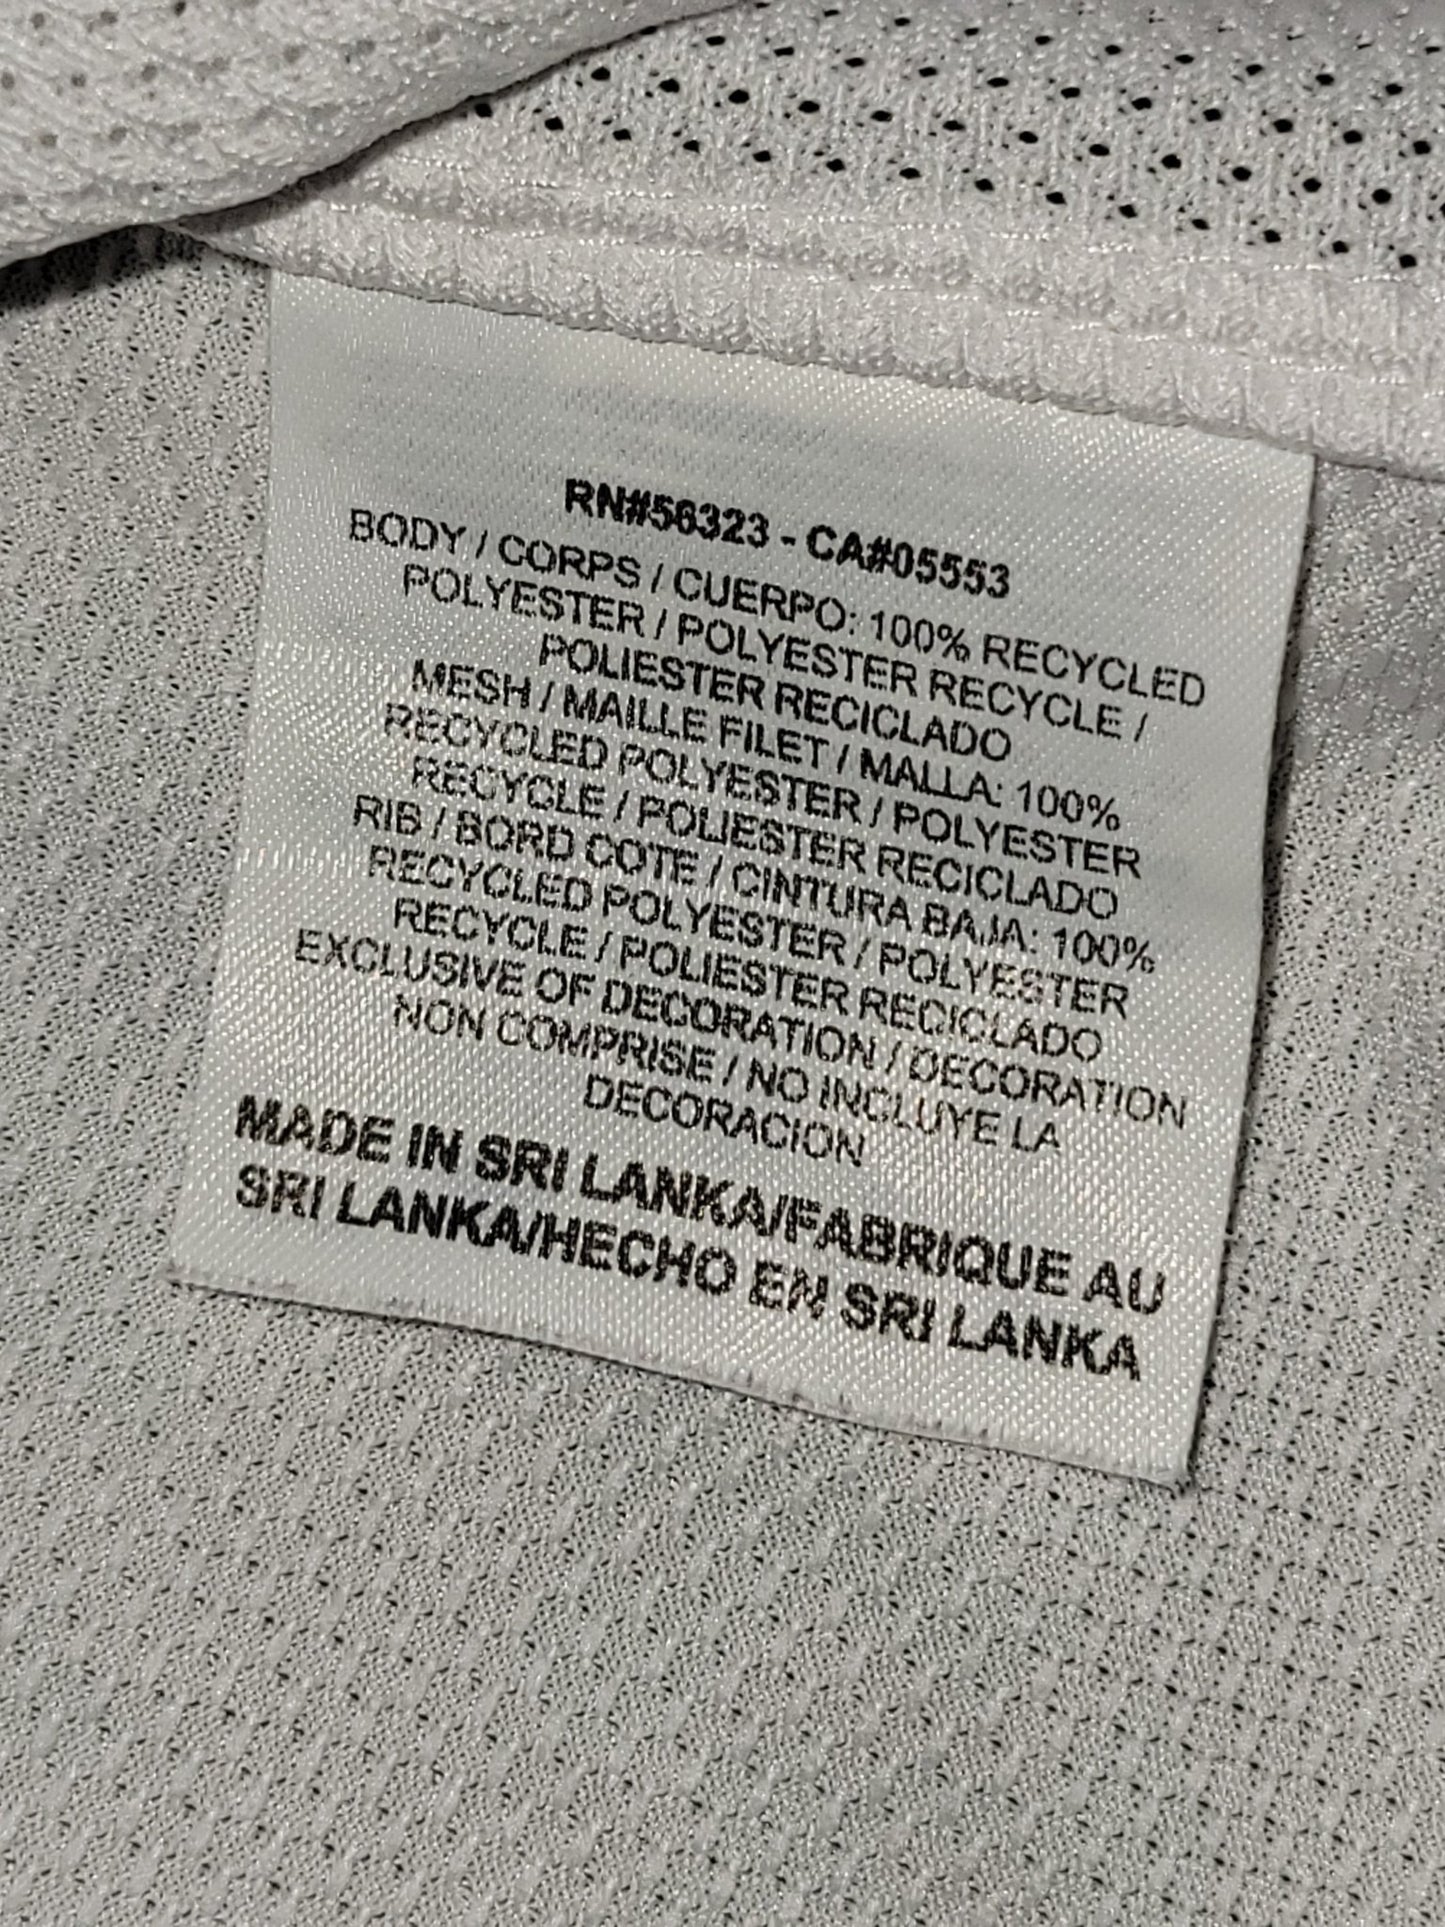 RN#56323 - CA#05553
BODY / CORPS / CUERPO: 100% RECYCLED
POLYESTER / POLYESTER RECYCLE /
POLIESTER RECICLADO
MESH / MAILLE FILET / MALLA: 100%
RECYCLED POLYESTER / POLYESTER
RECYCLE / POLIESTER RECICLADO
RIB / BORD COTE / CINTURA BAJA: 100%
RECYCLED POLYESTER / POLYESTER
RECYCLE / POLIESTER RECICLADO
EXCLUSIVE OF DECORATION / DECORATION
NON COMPRISE / NO INCLUYE LA
DECORACION
MADE IN SRI LANKA/FABRIQUE AU
SRI LANKA/HECHO EN SRI LANKA